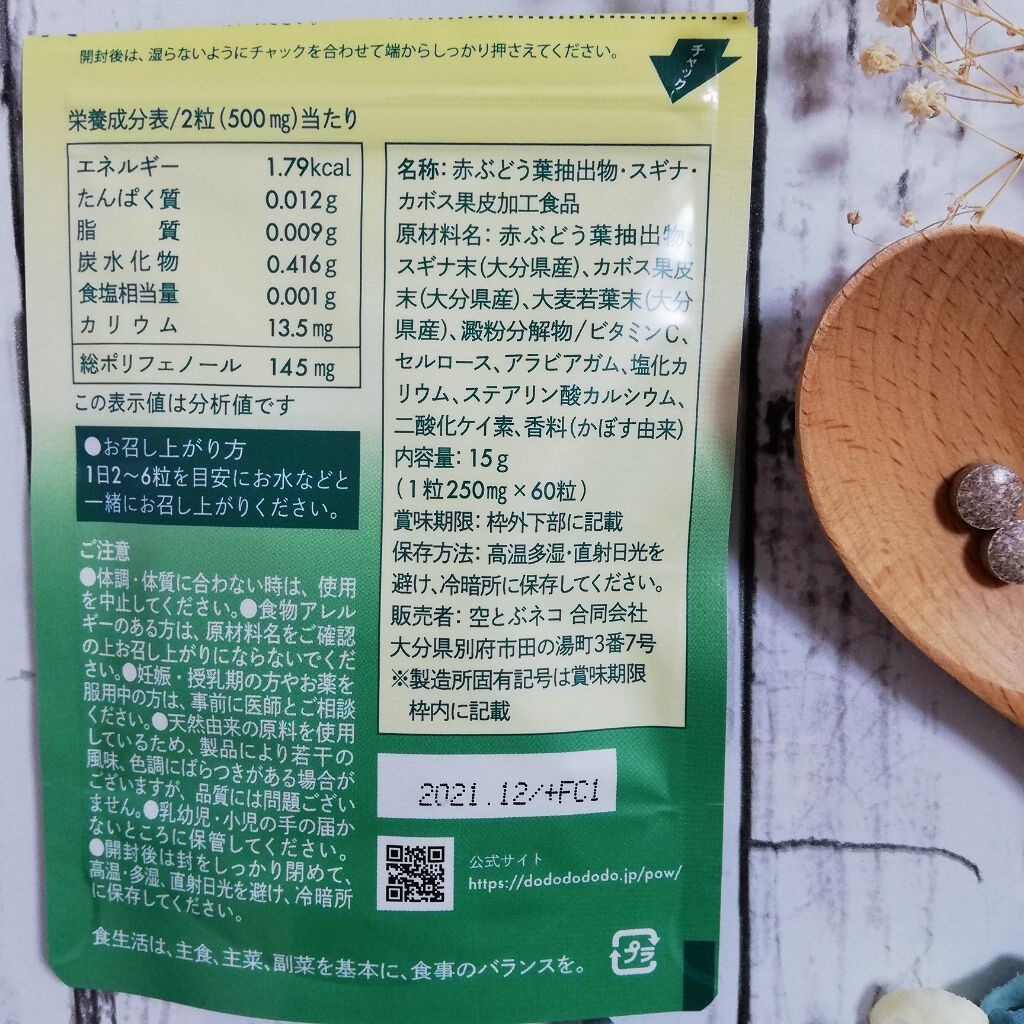 開封後は、湿らないようにチャックを合わせて端からしっかり押さえてください。
チャック
栄養成分表/2粒(500㎎)当たり
エネルギー 1.79kcal
たんぱく質 0.012g
脂質 0.009g
炭水化物 0.416g
食塩相当量 0.001g
カリウム 13.5㎎
総ポリフェノール 145㎎
この表示値は分析値です
●お召し上がり方
1日2〜6粒を目安にお水などと
一緒にお召し上がりください。
ご注意
●体調・体質に合わない時は、使用
を中止してください。●食物アレル
ギーのある方は、原材料名をご確認
の上お召し上がりにならないでくだ
さい。●妊娠・授乳期の方やお薬を
服用中の方は、事前に医師とご相談
ください。●天然由来の原料を使用
しているため、製品により若干の
風味、色調にばらつきがある場合が
ございますが、品質には問題ござい
ません。●乳幼児・小児の手の届か
ないところに保管してください。
●開封後は封をしっかり閉めて、
高温・多湿、直射日光を避け、冷暗所
に保存してください。
名称：赤ぶどう葉抽出物・スギナ・
カボス果皮加工食品
原材料名：赤ぶどう葉抽出物、
スギナ末(大分県産)、カボス果皮
末(大分県産)、大麦若葉末(大分
県産)、澱粉分解物/ビタミンC、
セルロース、アラビアガム、塩化カ
リウム、ステアリン酸カルシウム、
二酸化ケイ素、香料(かぼす由来)
内容量：15g
(1粒250㎎×60粒)
賞味期限：枠外下部に記載
保存方法：高温多湿・直射日光を
避け、冷暗所に保存してください。
販売者：空とぶネコ 合同会社
大分県別府市田の湯町3番7号
※製造所固有記号は賞味期限
枠内に記載
2021.12/+FC1
公式サイト
https://dododododo.jp/pow/
プラ
食生活は、主食、主菜、副菜を基本に、食事のバランスを。